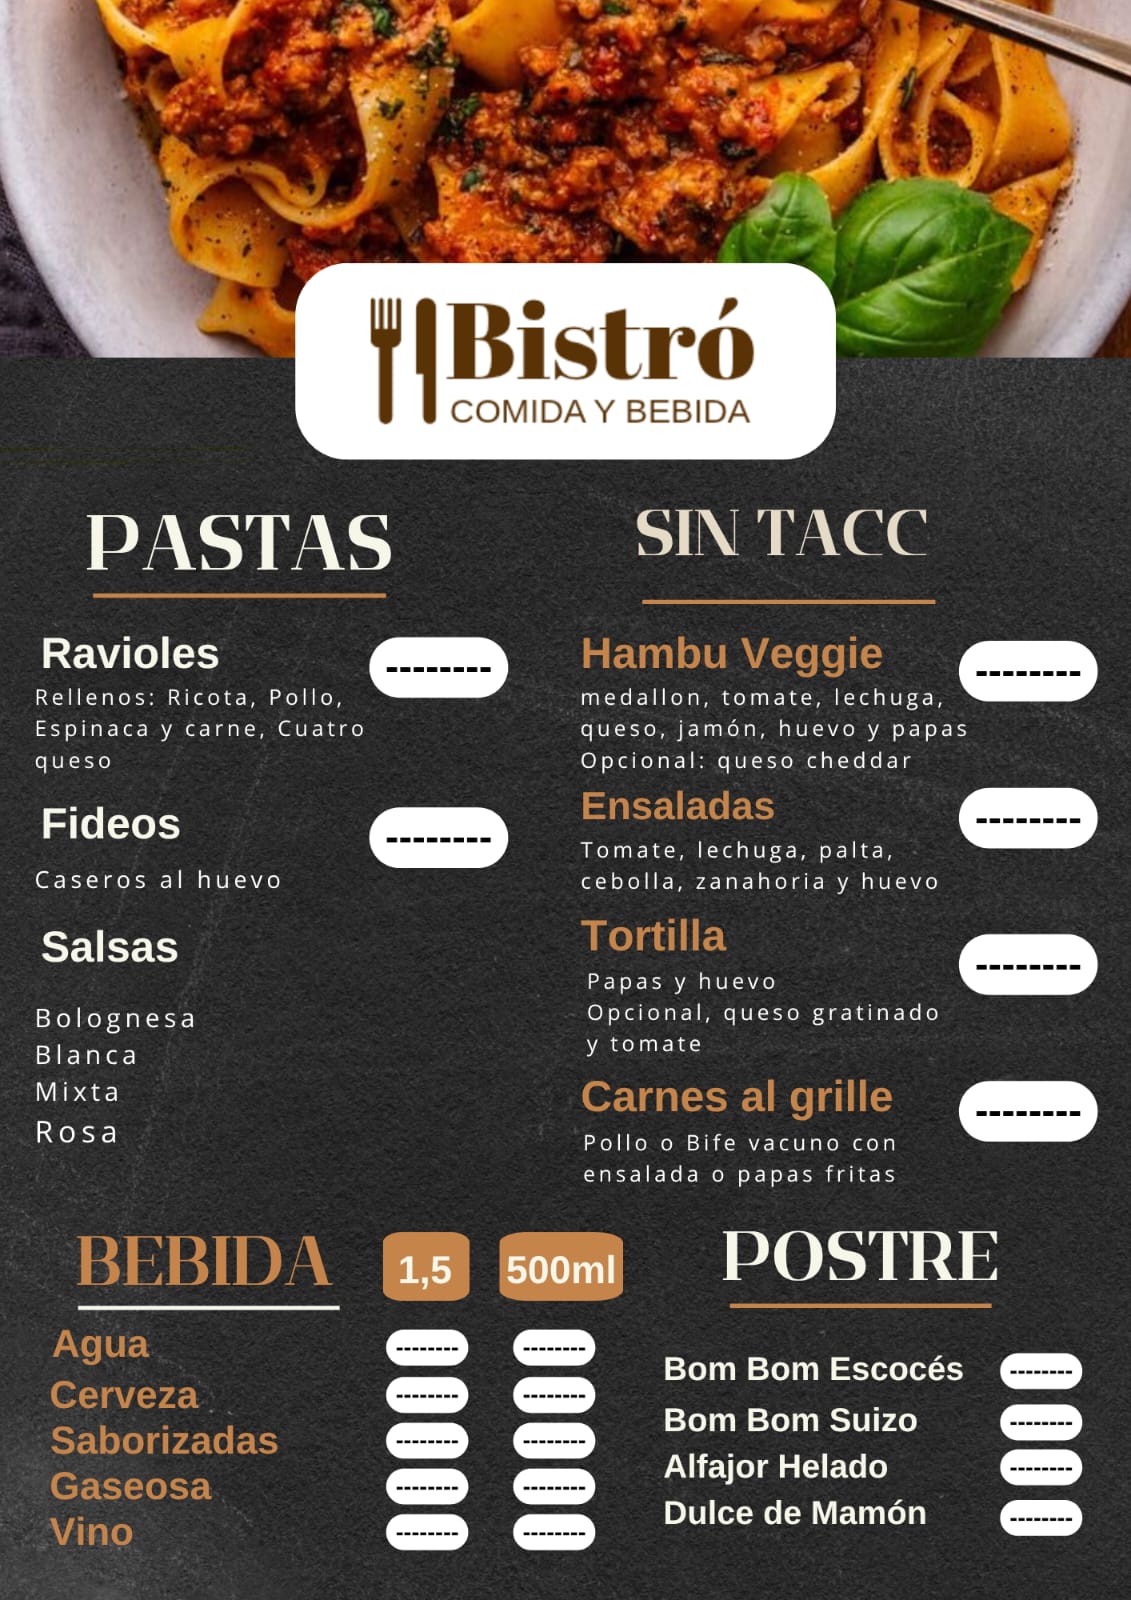 Bistró
COMIDA Y BEBIDA
PASTAS
Ravioles
--------
Rellenos: Ricota, Pollo,
Espinaca y carne, Cuatro
queso
Fideos
--------
Caseros al huevo
Salsas
Bolognesa
Blanca
Mixta
Rosa
SIN TACC
Hambu Veggie
--------
medallon, tomate, lechuga,
queso, jamón, huevo y papas
Opcional: queso cheddar
Ensaladas
--------
Tomate, lechuga, palta,
cebolla, zanahoria y huevo
Tortilla
--------
Papas y huevo
Opcional, queso gratinado
y tomate
Carnes al grille
--------
Pollo o Bife vacuno con
ensalada o papas fritas
BEBIDA 1,5 500ml
Agua -------- --------
Cerveza -------- --------
Saborizadas -------- --------
Gaseosa -------- --------
Vino -------- --------
POSTRE
Bom Bom Escocés --------
Bom Bom Suizo --------
Alfajor Helado --------
Dulce de Mamón --------